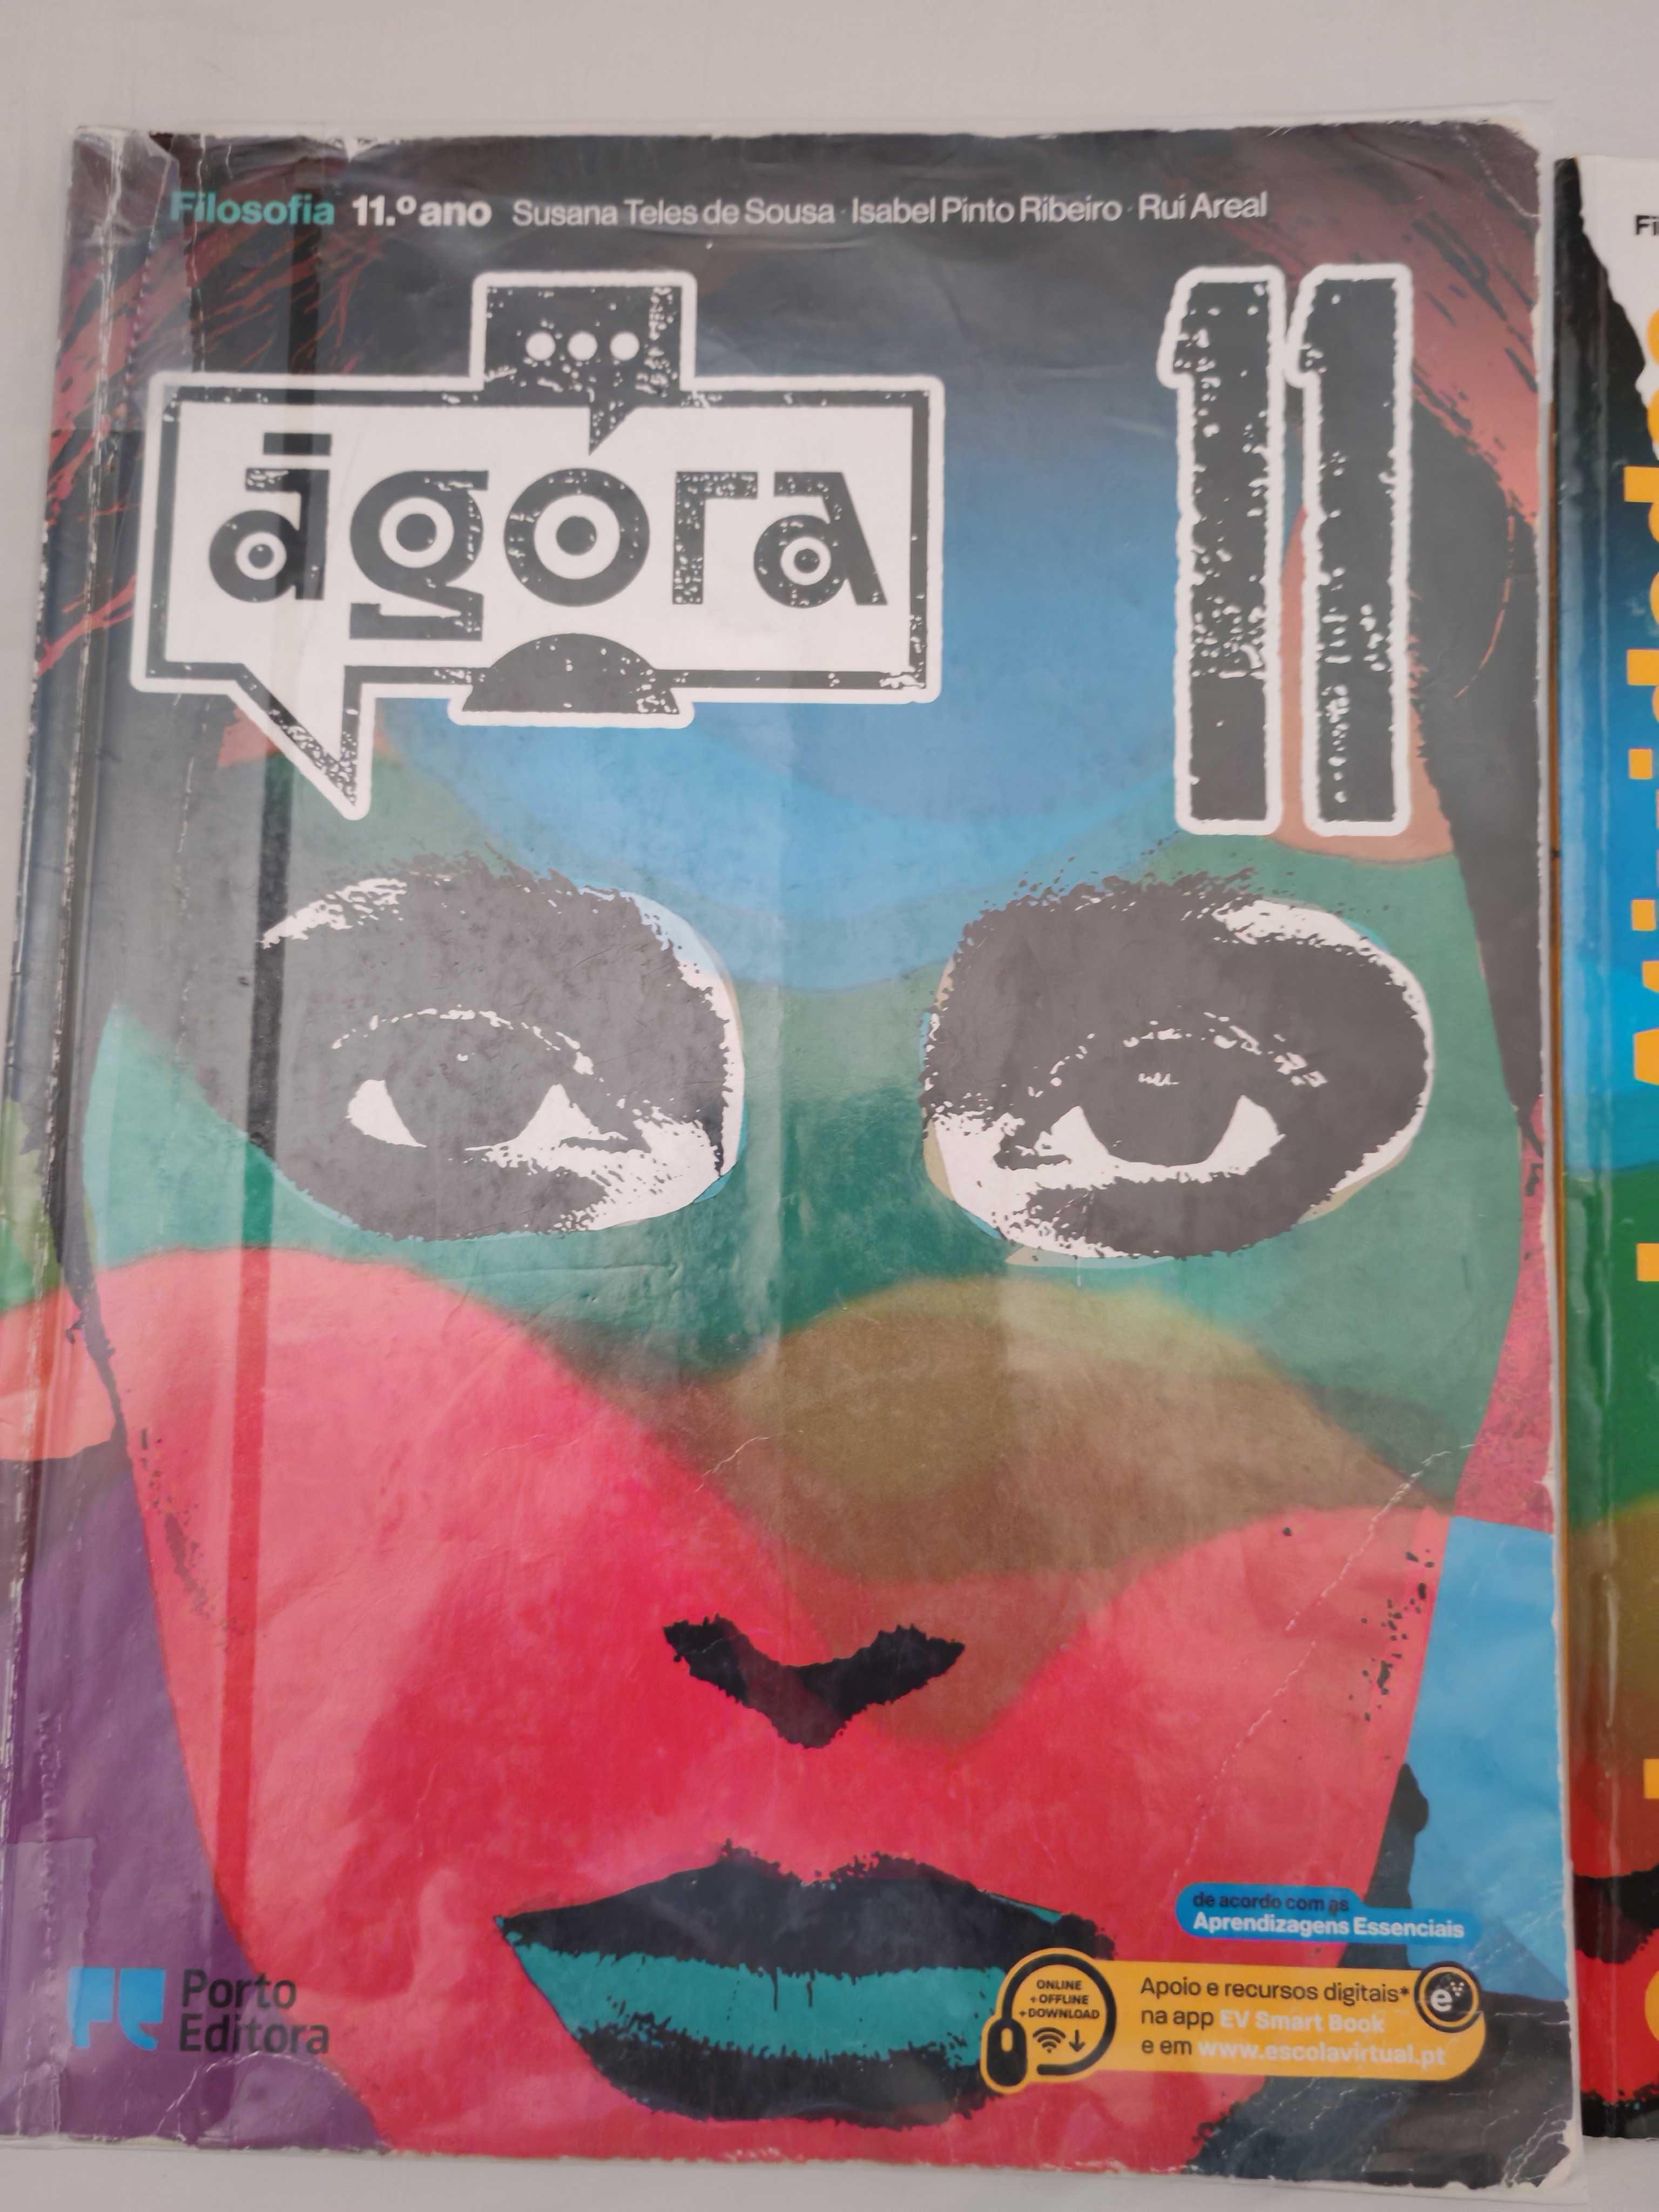 Filosofia 11.º ano Susana Teles de Sousa · Isabel Pinto Ribeiro · Rui Areal
ágora
11
de acordo com as
Aprendizagens Essenciais
ONLINE
+OFFLINE
+DOWNLOAD
Apoio e recursos digitais*
na app EV Smart Book
e em www.escolavirtual.pt
Porto
Editora